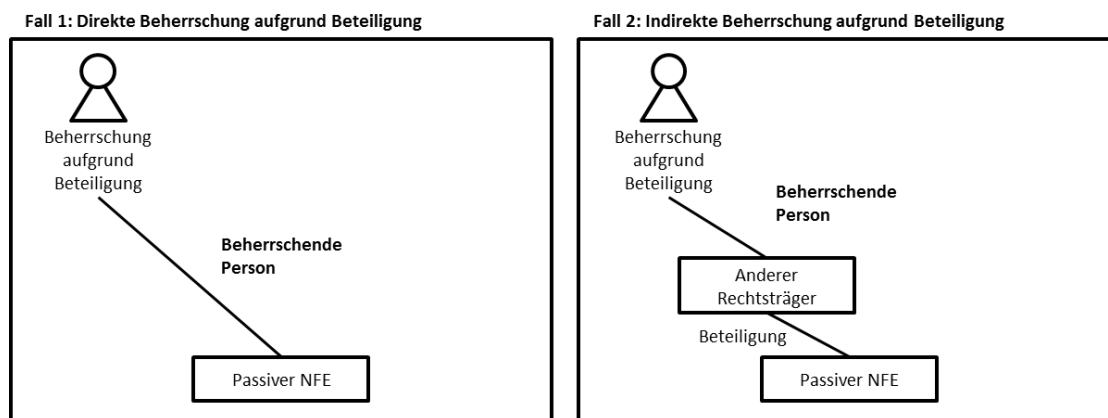 Fall 1: Direkte Beherrschung aufgrund Beteiligung
Beherrschung
aufgrund
Beteiligung
Beherrschende
Person
Passiver NFE
Fall 2: Indirekte Beherrschung aufgrund Beteiligung
Beherrschung
aufgrund
Beteiligung
Beherrschende
Person
Anderer
Rechtsträger
Beteiligung
Passiver NFE